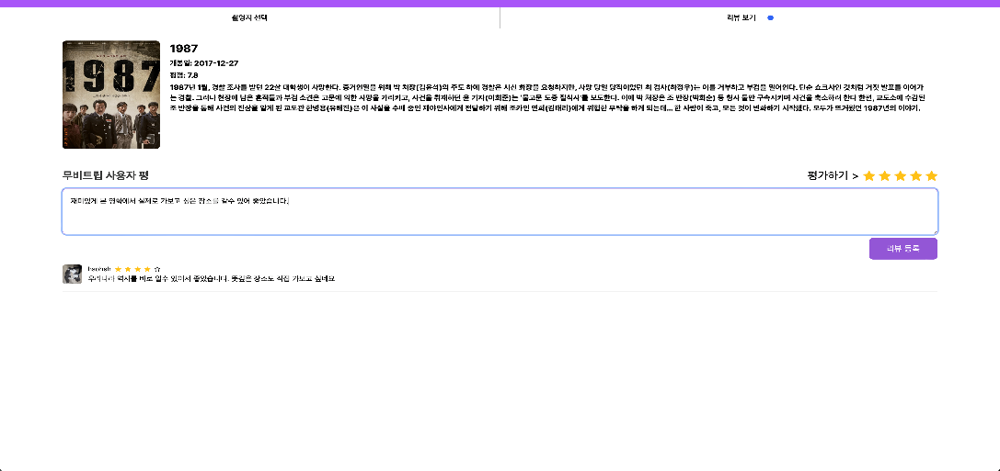 촬영지 선택
리뷰 보기
1987
1987
개봉일: 2017-12-27
평점: 7.8
1987년 1월, 경찰 조사를 받던 22살 대학생이 사망한다. 증거인멸을 위해 박 처장(김윤석)의 주도 하에 경찰은 시신 화장을 요청하지만, 사망 당일 당직이었던 최 검사(하정우)는 이를 거부하고 부검을 밀어인다. 단순 쇼크사인 것처럼 거짓 발표를 이어가
는 경찰. 그러나 현장에 남은 흔적들과 부검 소견은 고문에 의한 사망을 가리키고, 사건을 취재하던 윤 기자(이희준)는 '물고문 도중 질식사'를 보도한다. 이에 박 처장은 조 반장(박희순) 등 형사 둘만 구속시키며 사건을 축소하려 한다 한편, 교도소에 수감된
조 반장을 통해 사건의 진상을 알게 된 교도관 한병용(유해진)은 이 사실을 수배 중인 재야인사에게 전달하기 위해 조카인 연희(김태리)에게 위험한 부탁을 하게 되는데... 한 사람이 죽고, 모든 것이 변화하기 시작했다. 모두가 뜨거웠던 1987년의 이야기.
무비트립 사용자 평
평가하기 >
재미있게 본 영화에서 실제로 가보고 싶은 장소를 갈수 있어 좋았습니다.
리뷰 등록
haohah
우리나라 역사를 바로 알수 있어서 좋았습니다. 뜻깊은 장소도 직접 가보고 싶네요